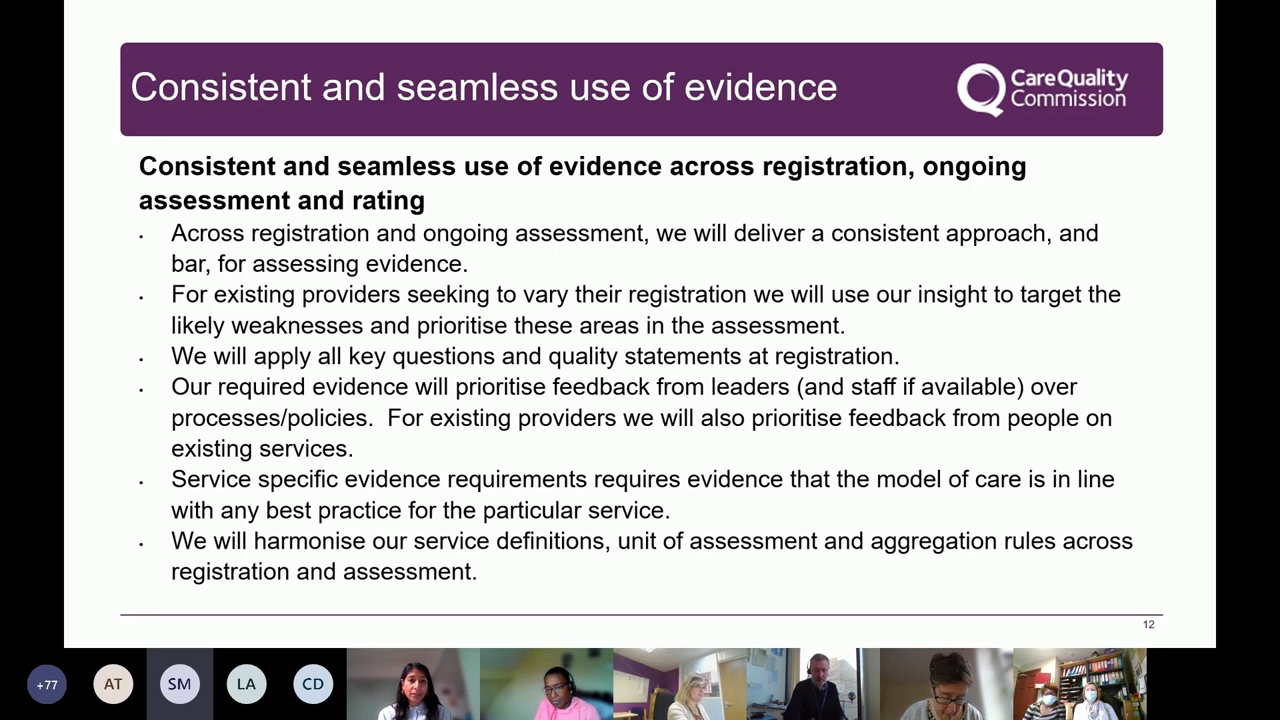 Consistent and seamless use of evidence
CareQuality
Commission
Consistent and seamless use of evidence across registration, ongoing
assessment and rating
• Across registration and ongoing assessment, we will deliver a consistent approach, and
bar, for assessing evidence.
• For existing providers seeking to vary their registration we will use our insight to target the
likely weaknesses and prioritise these areas in the assessment.
• We will apply all key questions and quality statements at registration.
• Our required evidence will prioritise feedback from leaders (and staff if available) over
processes/policies.  For existing providers we will also prioritise feedback from people on
existing services.
• Service specific evidence requirements requires evidence that the model of care is in line
with any best practice for the particular service.
• We will harmonise our service definitions, unit of assessment and aggregation rules across
registration and assessment.
12
+77
AT
SM
LA
CD